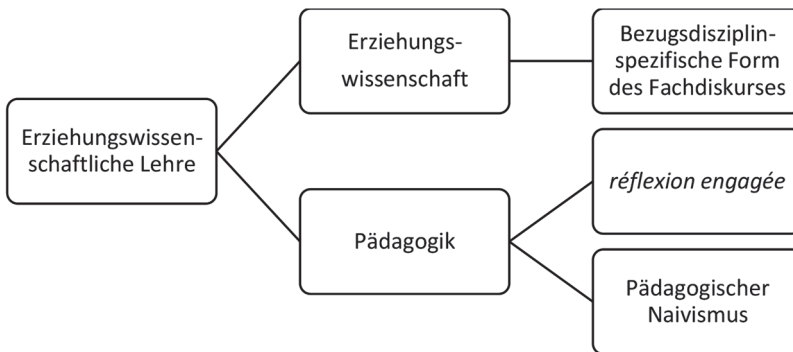 Erziehungswissen-
schaftliche Lehre
Erziehungs-
wissenschaft
Bezugsdisziplin-
spezifische Form
des Fachdiskurses
Pädagogik
réflexion engagée
Pädagogischer
Naivismus